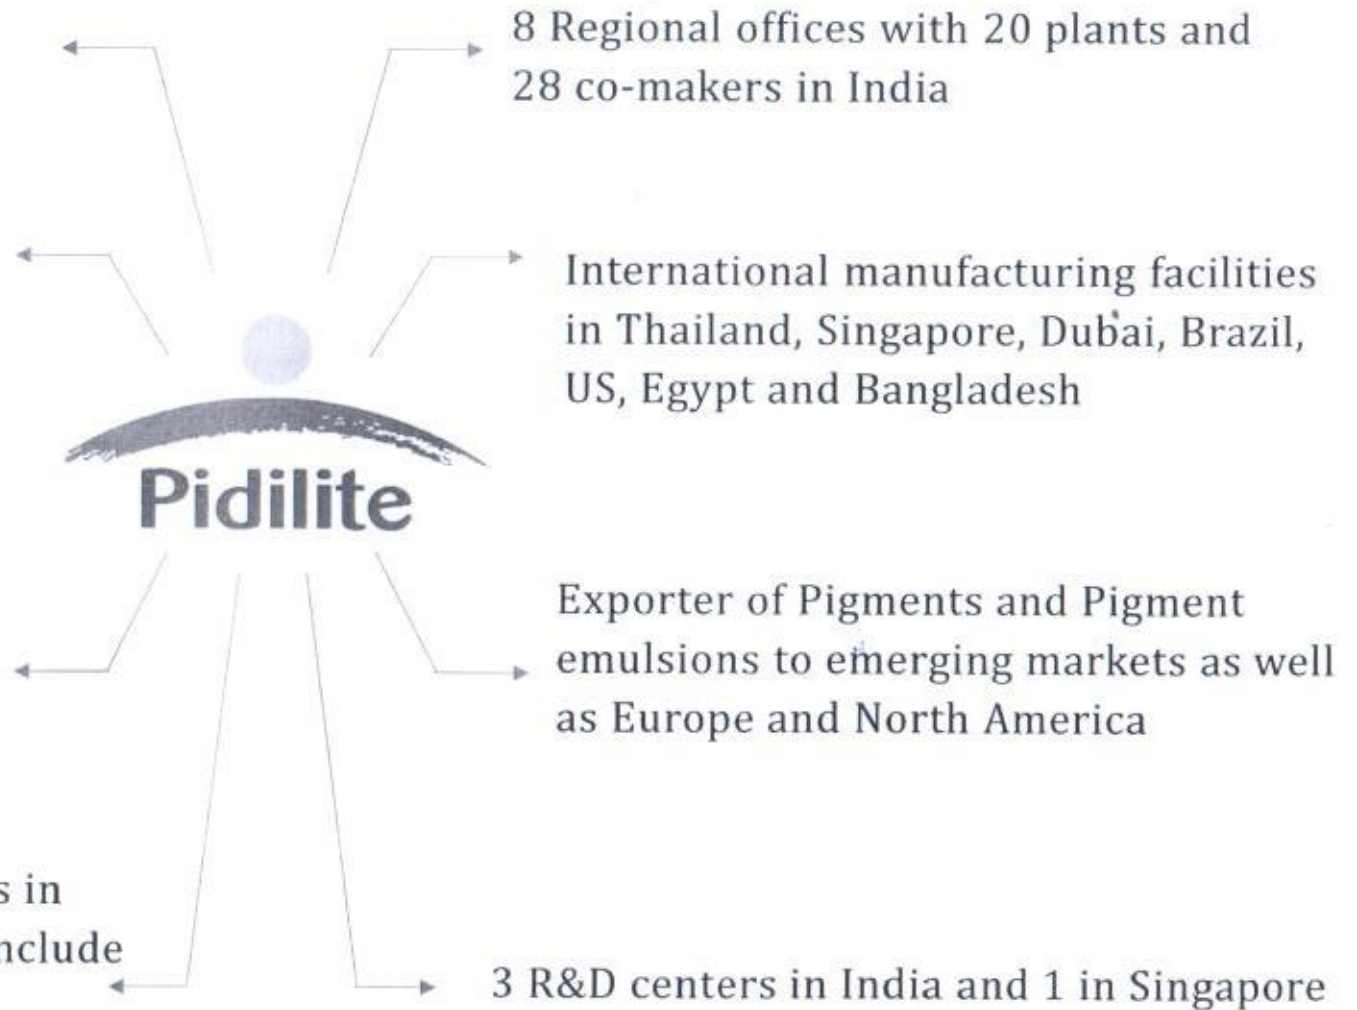 8 Regional offices with 20 plants and
28 co-makers in India
International manufacturing facilities
in Thailand, Singapore, Dubai, Brazil,
US, Egypt and Bangladesh
Pidilite
Exporter of Pigments and Pigment
emulsions to emerging markets as well
as Europe and North America
in
3 R&D centers in India and 1 in Singapore